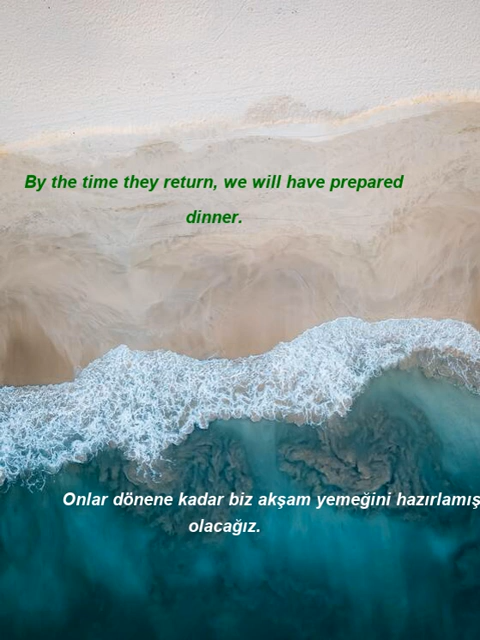 By the time they return, we will have prepared
dinner.
Onlar dönene kadar biz akşam yemeğini hazırlamış
olacağız.